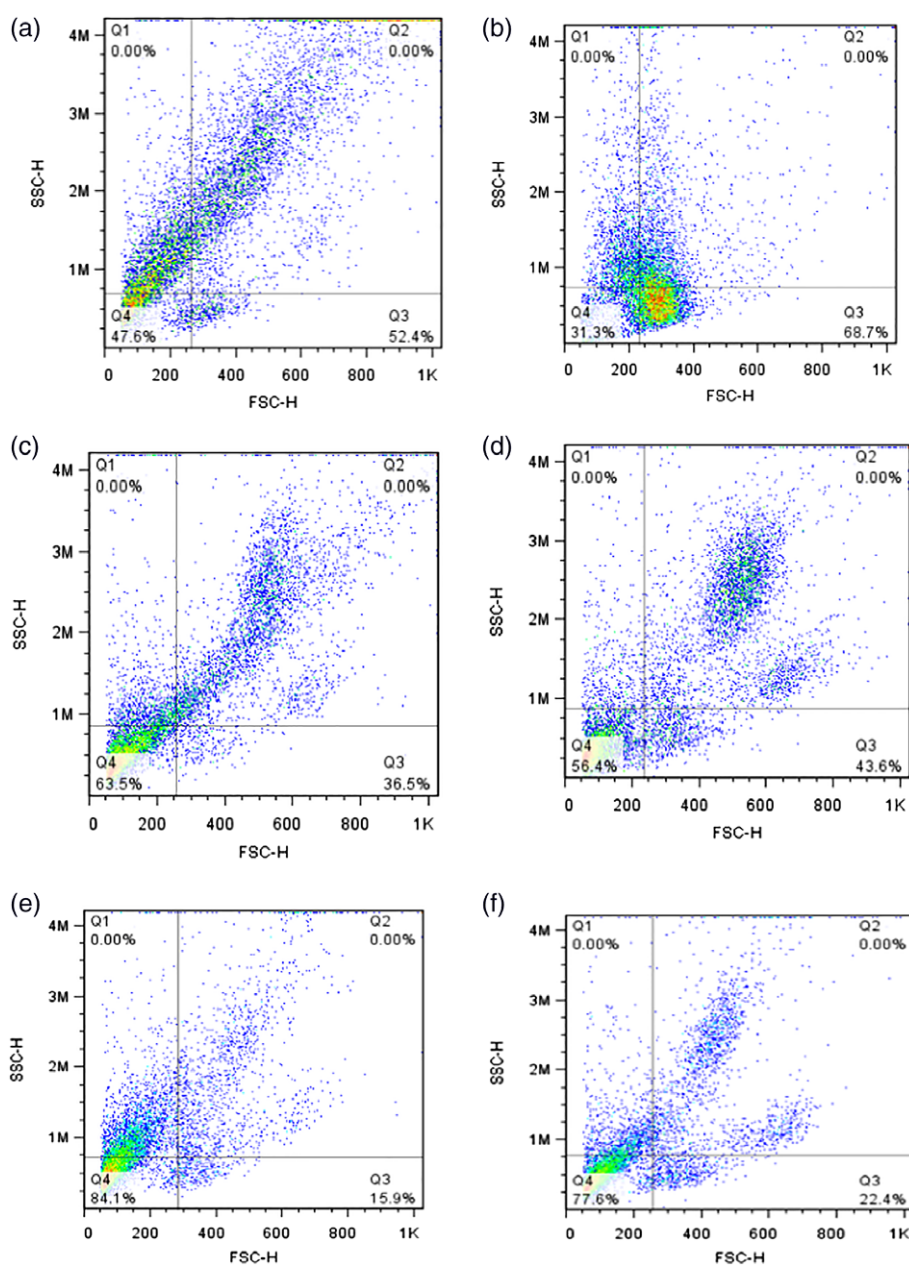 (a)
Q1
0.00%
Q2
0.00%
4M
3M
2M
1M
SSC-H
Q4
47.6%
Q3
52.4%
0 200 400 600 800 1K
FSC-H
(b)
Q1
0.00%
Q2
0.00%
4M
3M
2M
1M
SSC-H
Q4
31.3%
Q3
68.7%
0 200 400 600 800 1K
FSC-H
(c)
Q1
0.00%
Q2
0.00%
4M
3M
2M
1M
SSC-H
Q4
63.5%
Q3
36.5%
0 200 400 600 800 1K
FSC-H
(d)
Q1
0.00%
Q2
0.00%
4M
3M
2M
1M
SSC-H
Q4
56.4%
Q3
43.6%
0 200 400 600 800 1K
FSC-H
(e)
Q1
0.00%
Q2
0.00%
4M
3M
2M
1M
SSC-H
Q4
84.1%
Q3
15.9%
0 200 400 600 800 1K
FSC-H
(f)
Q1
0.00%
Q2
0.00%
4M
3M
2M
1M
SSC-H
Q4
77.6%
Q3
22.4%
0 200 400 600 800 1K
FSC-H